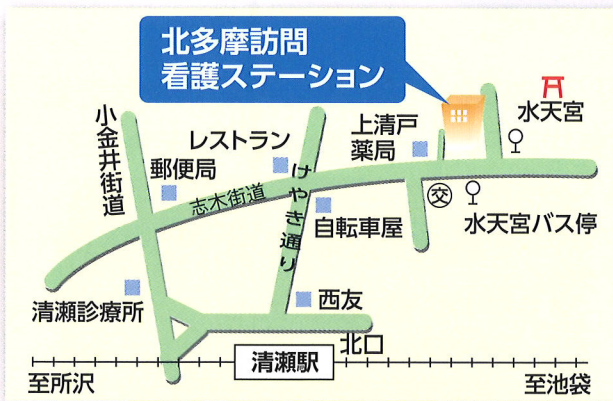 北多摩訪問
看護ステーション
小金井街道
郵便局
レストラン
けやき通り
志木街道
上清戸
薬局
水天宮
交
自転車屋
水天宮バス停
清瀬診療所
西友
北口
清瀬駅
至所沢
至池袋